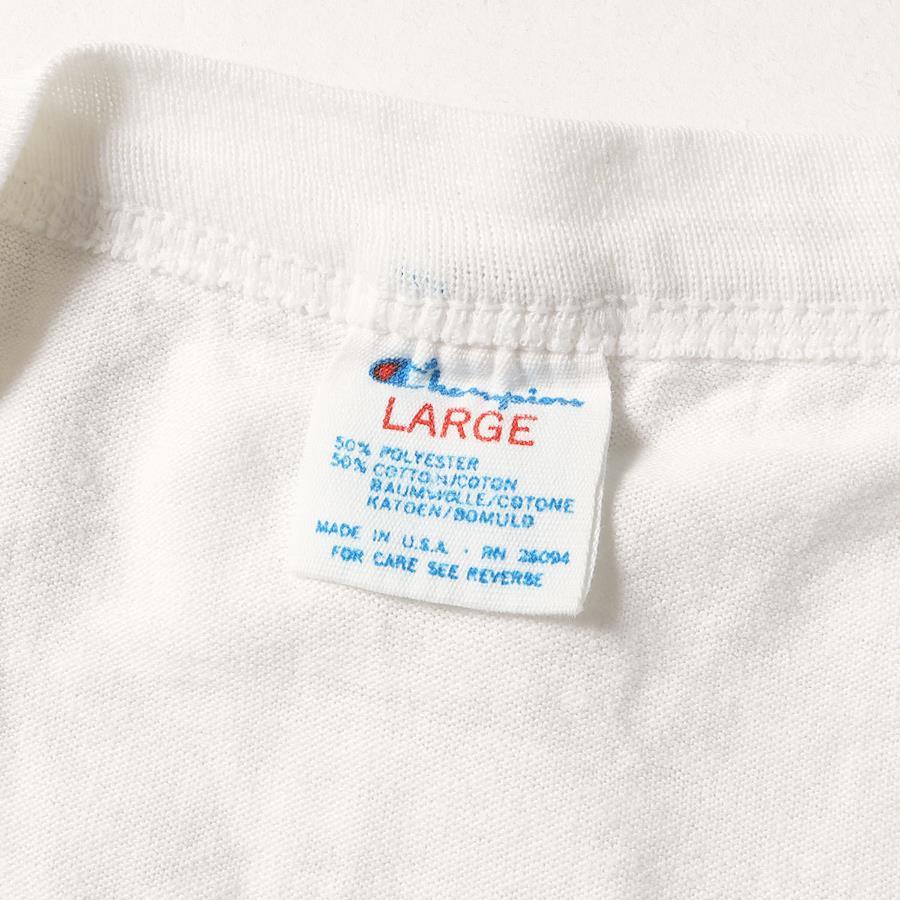 Champion
LARGE
50% POLYESTER
50% COTTON/COTON
BAUMWOLLE/COTONE
KATOEN/BOMULD
MADE IN U.S.A. · RN 26094
FOR CARE SEE REVERSE